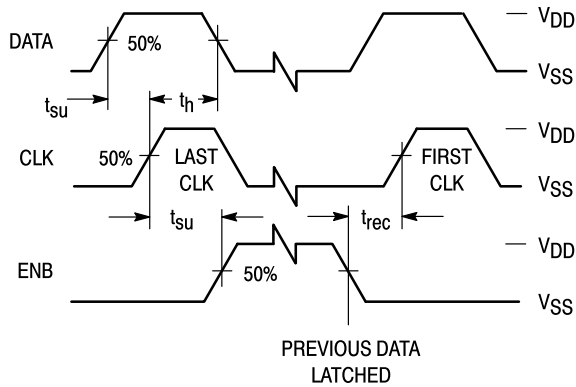 DATA
50%
VDD
VSS
tsu
th
CLK
50%
LAST
CLK
FIRST
CLK
VDD
VSS
tsu
trec
ENB
50%
VDD
VSS
PREVIOUS DATA
LATCHED